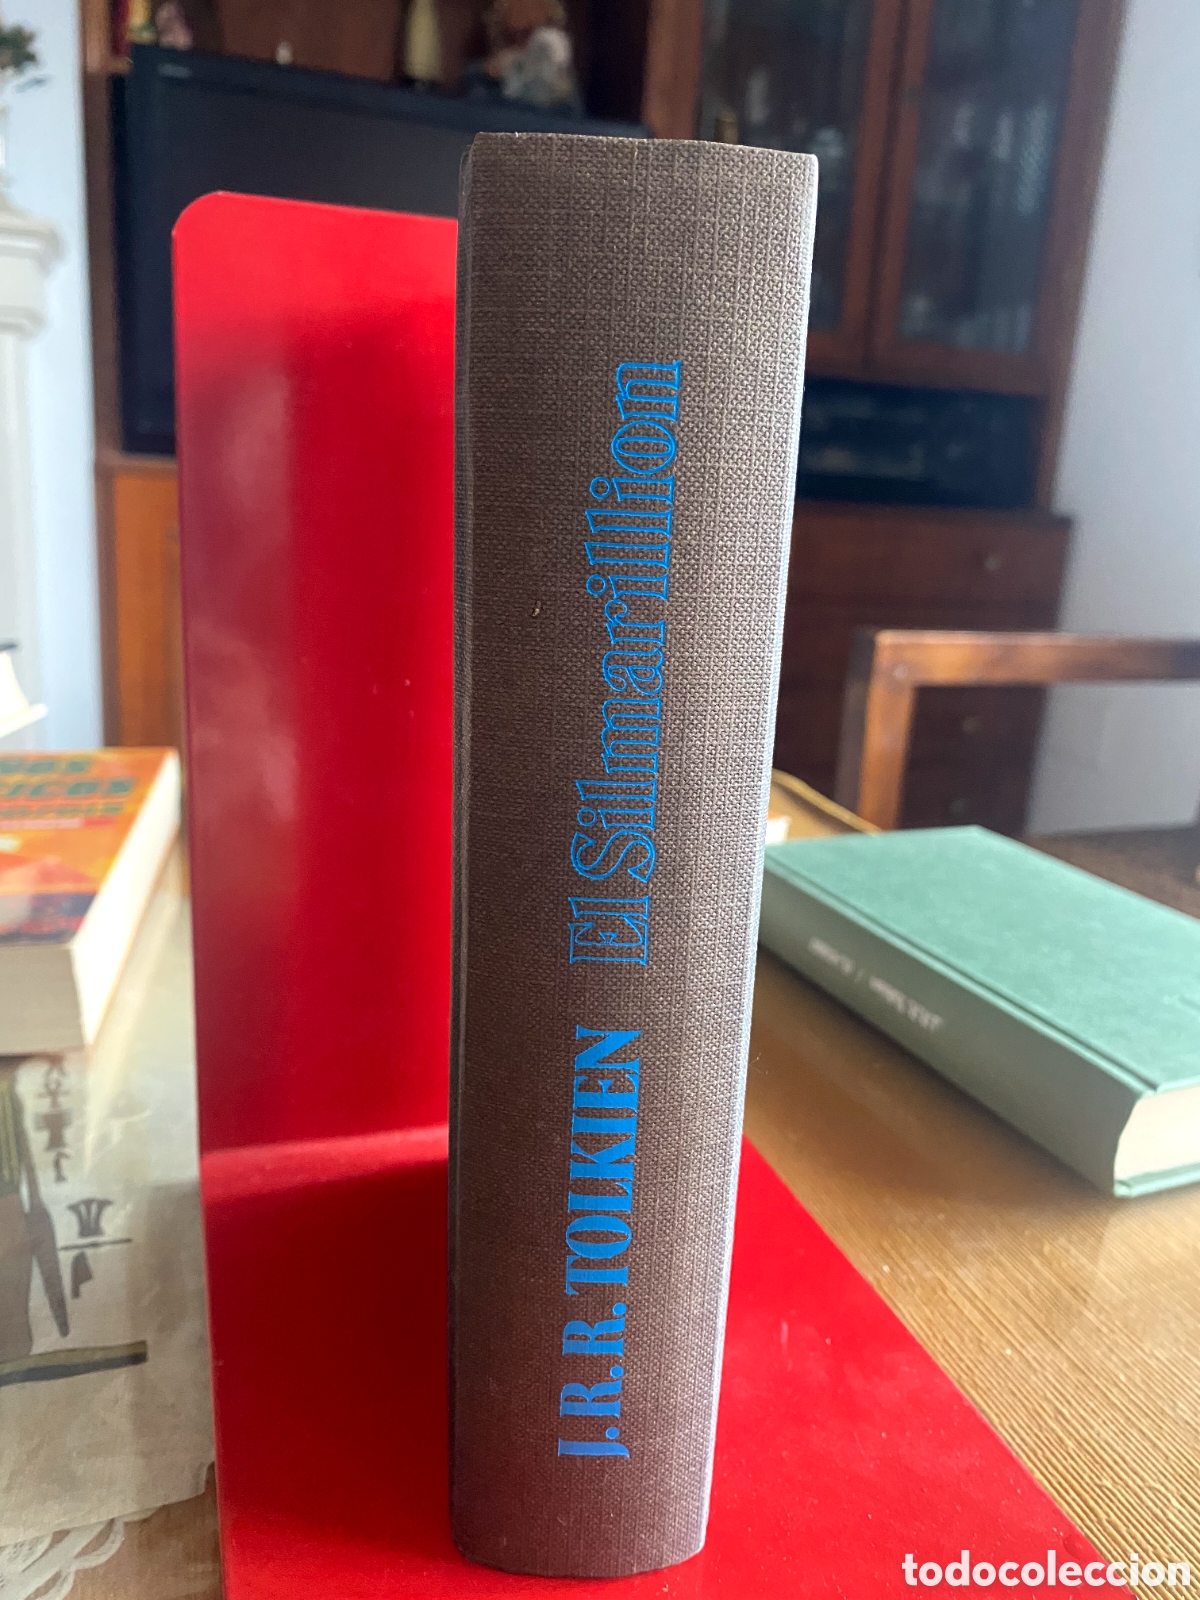 J.R.R. TOLKIEN El Silmarillion
todocoleccion